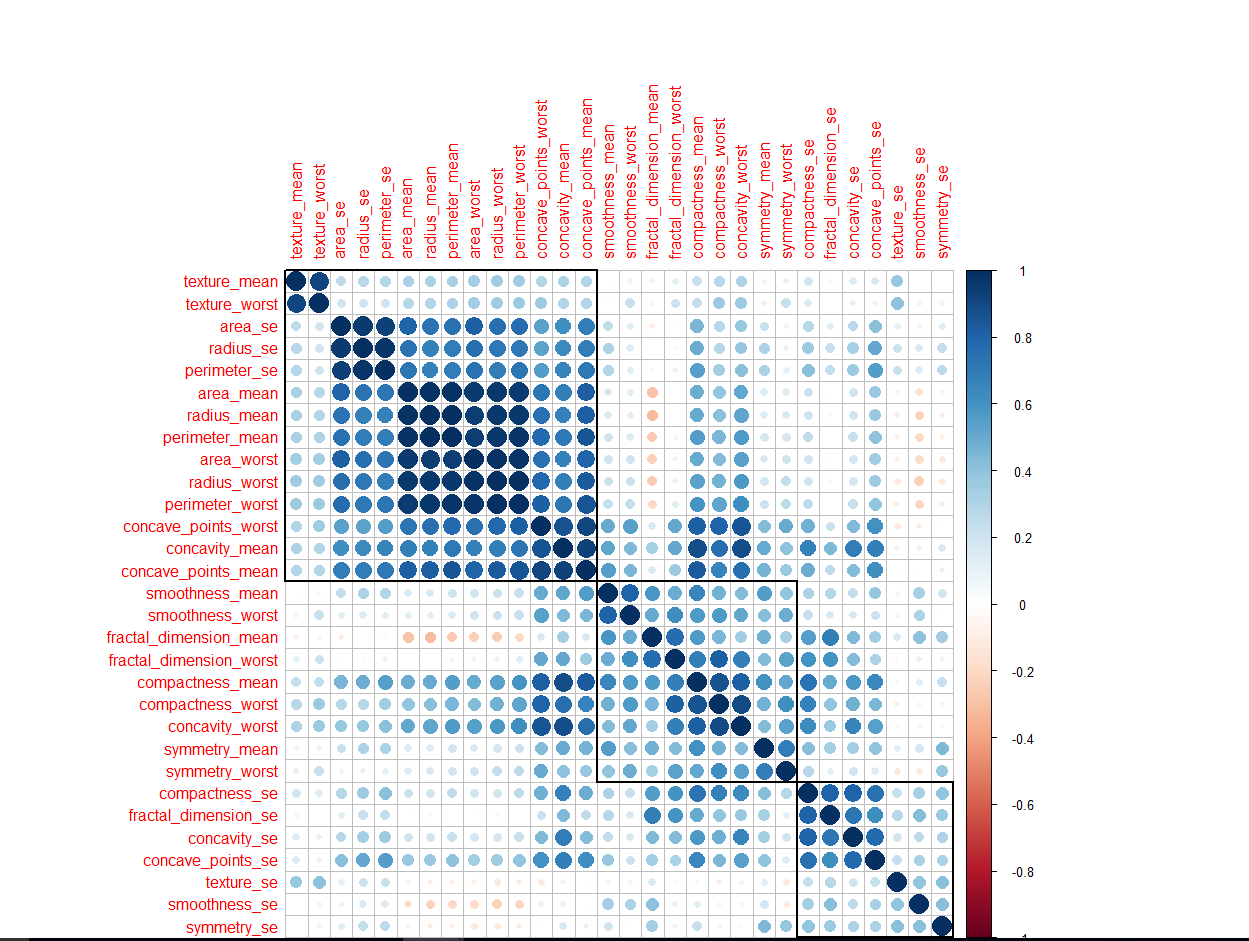 texture_mean
texture_worst
area_se
radius_se
perimeter_se
area_mean
radius_mean
perimeter_mean
area_worst
radius_worst
perimeter_worst
concave_points_worst
concavity_mean
concave_points_mean
smoothness_mean
smoothness_worst
fractal_dimension_mean
fractal_dimension_worst
compactness_mean
compactness_worst
concavity_worst
symmetry_mean
symmetry_worst
compactness_se
fractal_dimension_se
concavity_se
concave_points_se
texture_se
smoothness_se
symmetry_se
texture_mean
texture_worst
area_se
radius_se
perimeter_se
area_mean
radius_mean
perimeter_mean
area_worst
radius_worst
perimeter_worst
concave_points_worst
concavity_mean
concave_points_mean
smoothness_mean
smoothness_worst
fractal_dimension_mean
fractal_dimension_worst
compactness_mean
compactness_worst
concavity_worst
symmetry_mean
symmetry_worst
compactness_se
fractal_dimension_se
concavity_se
concave_points_se
texture_se
smoothness_se
symmetry_se
1
0.8
0.6
0.4
0.2
0
-0.2
-0.4
-0.6
-0.8